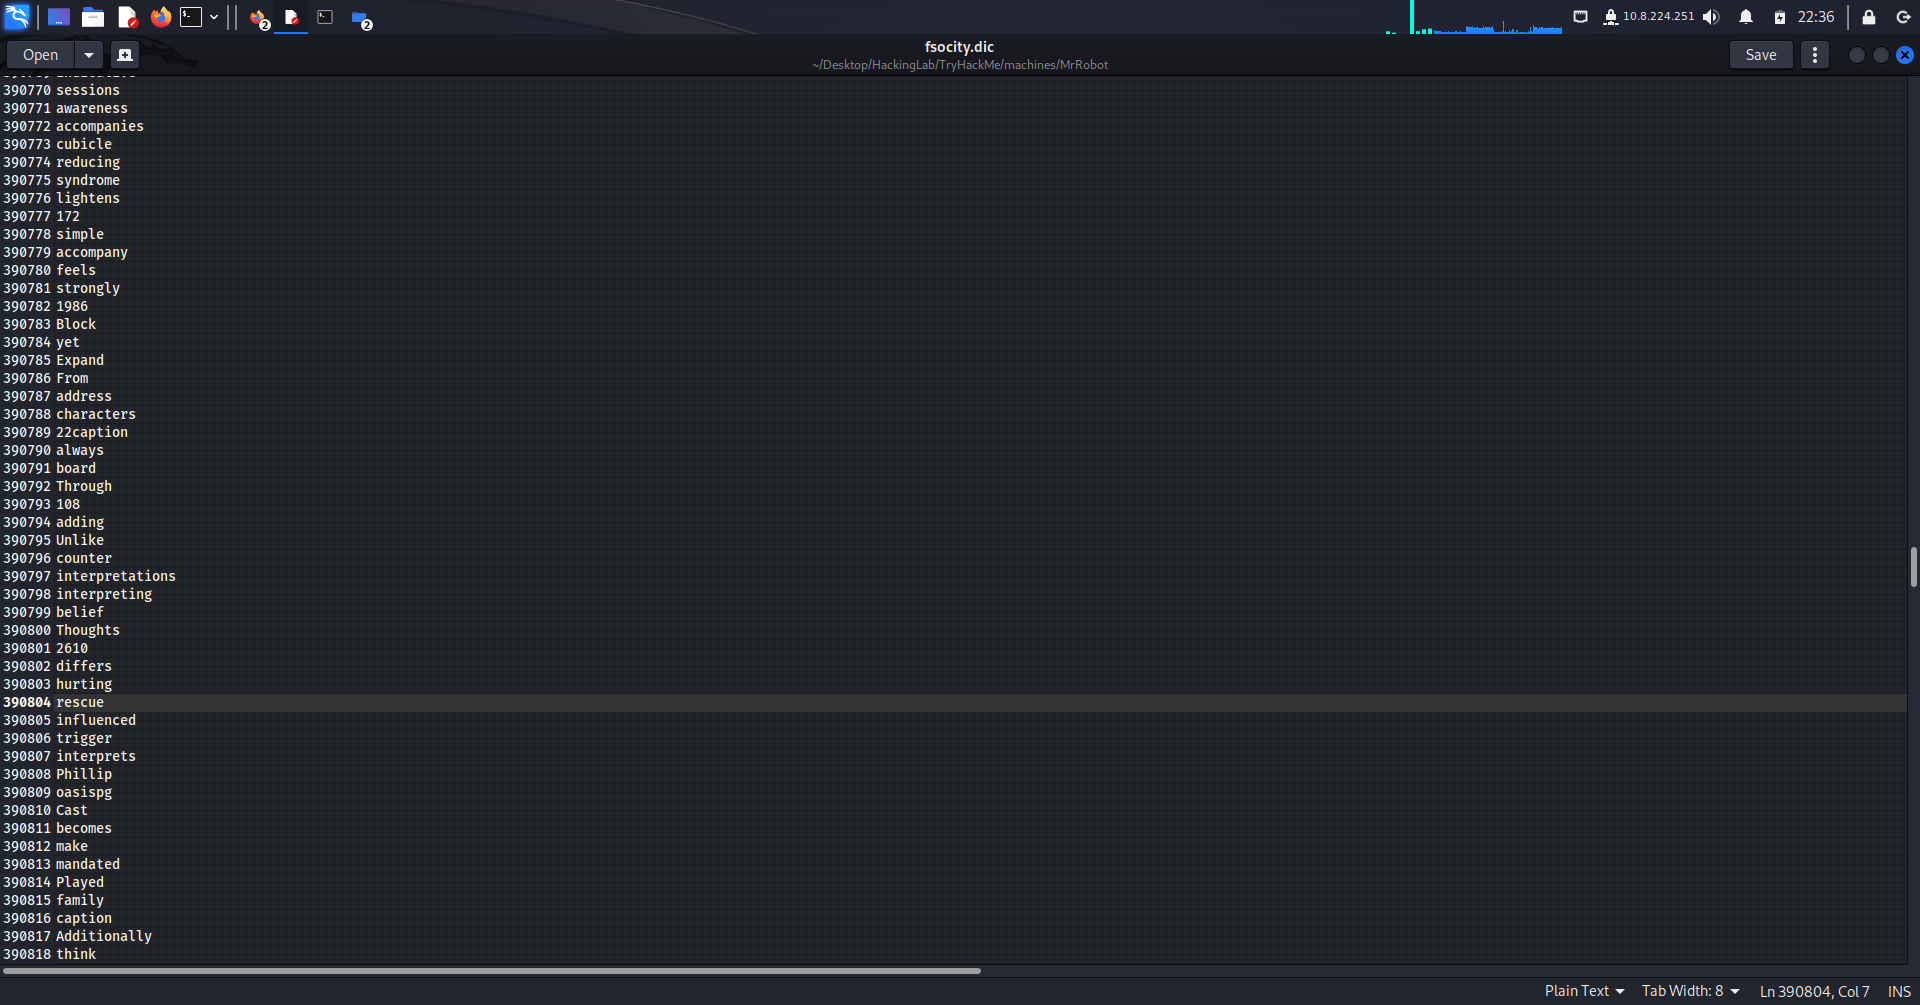 10.8.224.251
22:36
2
2
Open
fsocity.dic
~/Desktop/HackingLab/TryHackMe/machines/MrRobot
Save
390770 sessions
390771 awareness
390772 accompanies
390773 cubicle
390774 reducing
390775 syndrome
390776 lightens
390777 172
390778 simple
390779 accompany
390780 feels
390781 strongly
390782 1986
390783 Block
390784 yet
390785 Expand
390786 From
390787 address
390788 characters
390789 22caption
390790 always
390791 board
390792 Through
390793 108
390794 adding
390795 Unlike
390796 counter
390797 interpretations
390798 interpreting
390799 belief
390800 Thoughts
390801 2610
390802 differs
390803 hurting
390804 rescue
390805 influenced
390806 trigger
390807 interprets
390808 Phillip
390809 oasispg
390810 Cast
390811 becomes
390812 make
390813 mandated
390814 Played
390815 family
390816 caption
390817 Additionally
390818 think
Plain Text Tab Width: 8 Ln 390804, Col 7 INS